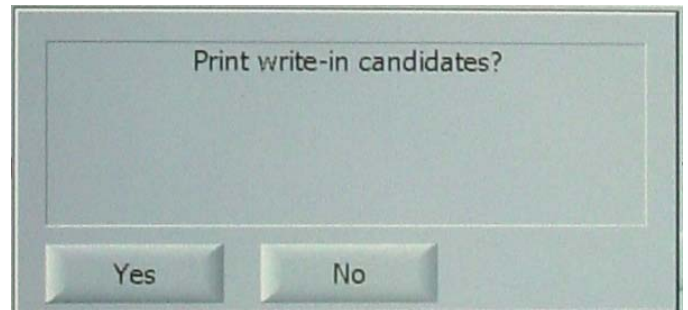 Print write-in candidates?
Yes
No